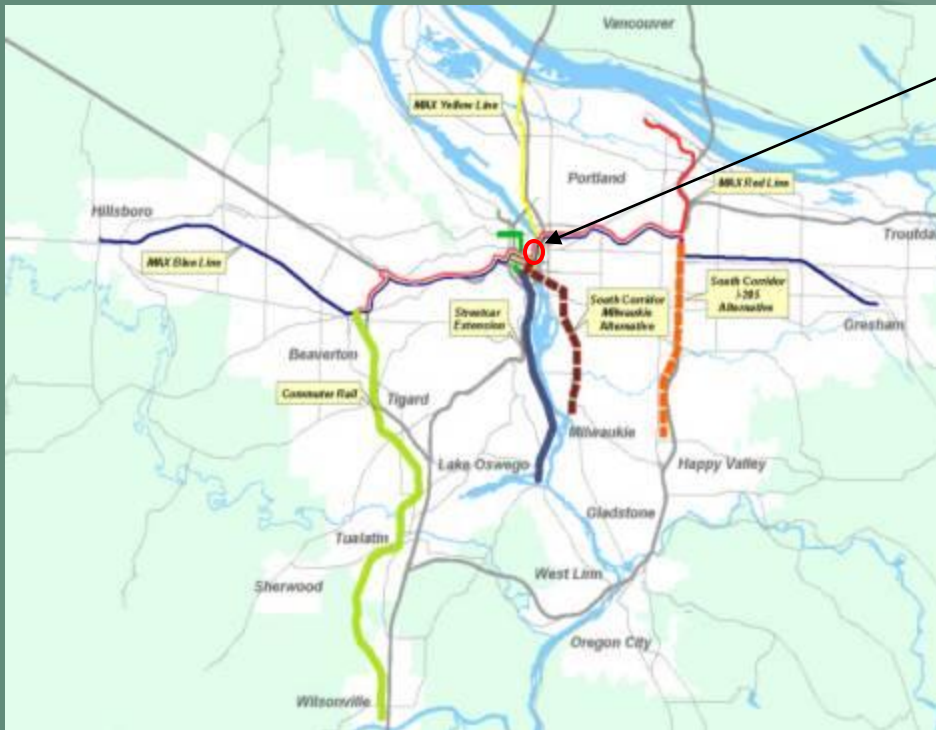 Vancouver
MAX Yellow Line
Portland
MAX Red Line
Hillsboro
Troutda
MAX Blue Line
Streetcar
Extension
South Corridor
Milwaukie
Alternative
South Corridor
I-205
Alternative
Gresham
Beaverton
Commuter Rail
Tigard
Milwaukie
Lake Oswego
Happy Valley
Gladstone
Tualatin
West Linn
Sherwood
Oregon City
Wilsonville